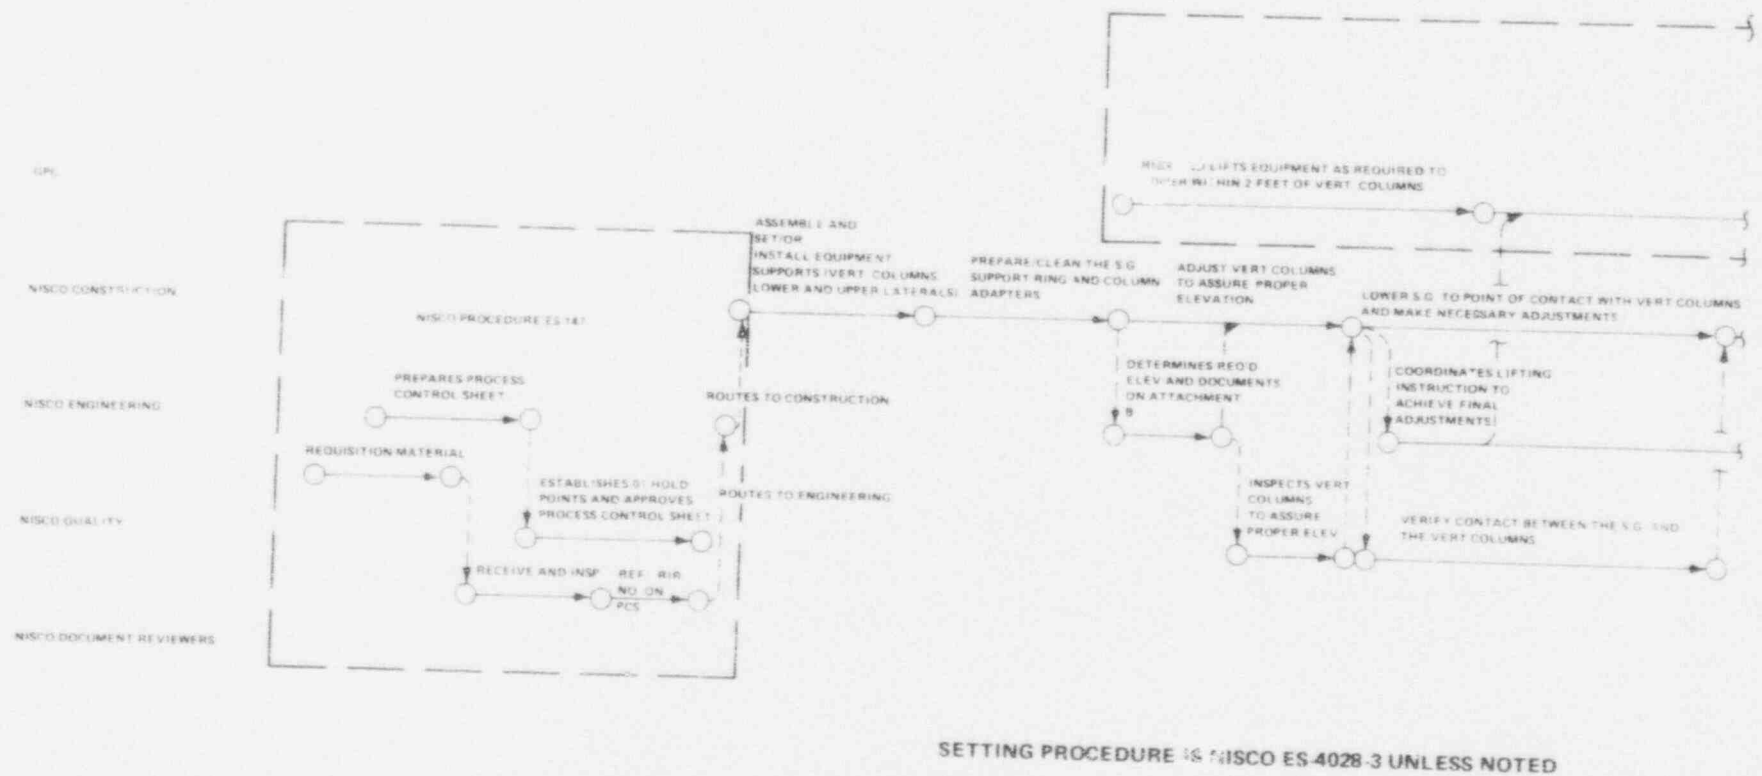 GPC
LIFTS EQUIPMENT AS REQUIRED TO
WITHIN 2 FEET OF VERT. COLUMNS
NISCO CONSTRUCTION
ASSEMBLE AND
SET/OR
INSTALL EQUIPMENT
SUPPORTS (VERT. COLUMNS,
LOWER AND UPPER LATERALS)
PREPARE/CLEAN THE S.G.
SUPPORT RING AND COLUMN
ADAPTERS
ADJUST VERT COLUMNS
TO ASSURE PROPER
ELEVATION
LOWER S.G. TO POINT OF CONTACT WITH VERT COLUMNS
AND MAKE NECESSARY ADJUSTMENTS
NISCO PROCEDURE ES
NISCO ENGINEERING
PREPARES PROCESS
CONTROL SHEET
ROUTES TO CONSTRUCTION
DETERMINES REQ'D
ELEV AND DOCUMENTS
ON ATTACHMENT
B
COORDINATES LIFTING
INSTRUCTION TO
ACHIEVE FINAL
ADJUSTMENTS
REQUISITION MATERIAL
NISCO QUALITY
ESTABLISHES HOLD
POINTS AND APPROVES
PROCESS CONTROL SHEET
ROUTES TO ENGINEERING
INSPECTS VERT
COLUMNS
TO ASSURE
PROPER ELEV
VERIFY CONTACT BETWEEN THE S.G. AND
THE VERT COLUMNS
RECEIVE AND INSP
REF. RIR
NO. ON
PCS
NISCO DOCUMENT REVIEWERS
SETTING PROCEDURE IS NISCO ES-4028-3 UNLESS NOTED